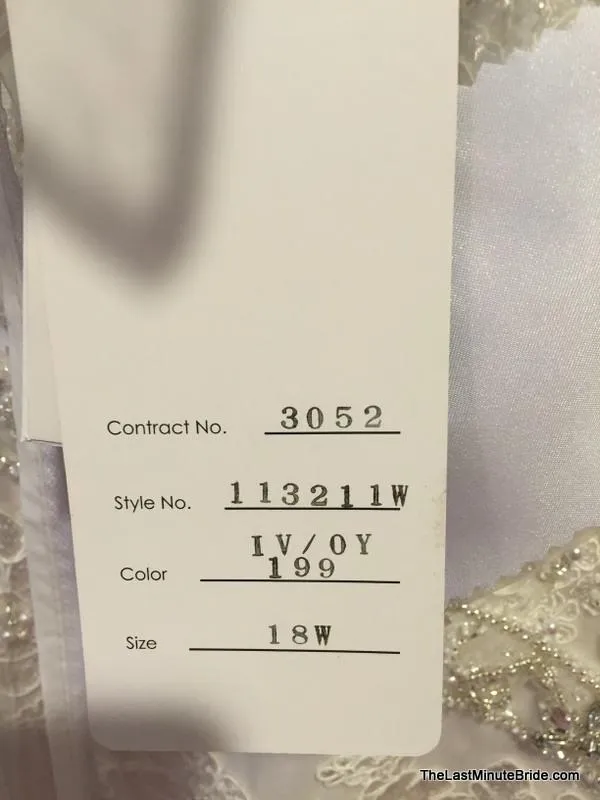 Contract No. 3052
Style No. 113211W
IV/OY
Color 199
Size 18W
TheLastMinuteBride.com